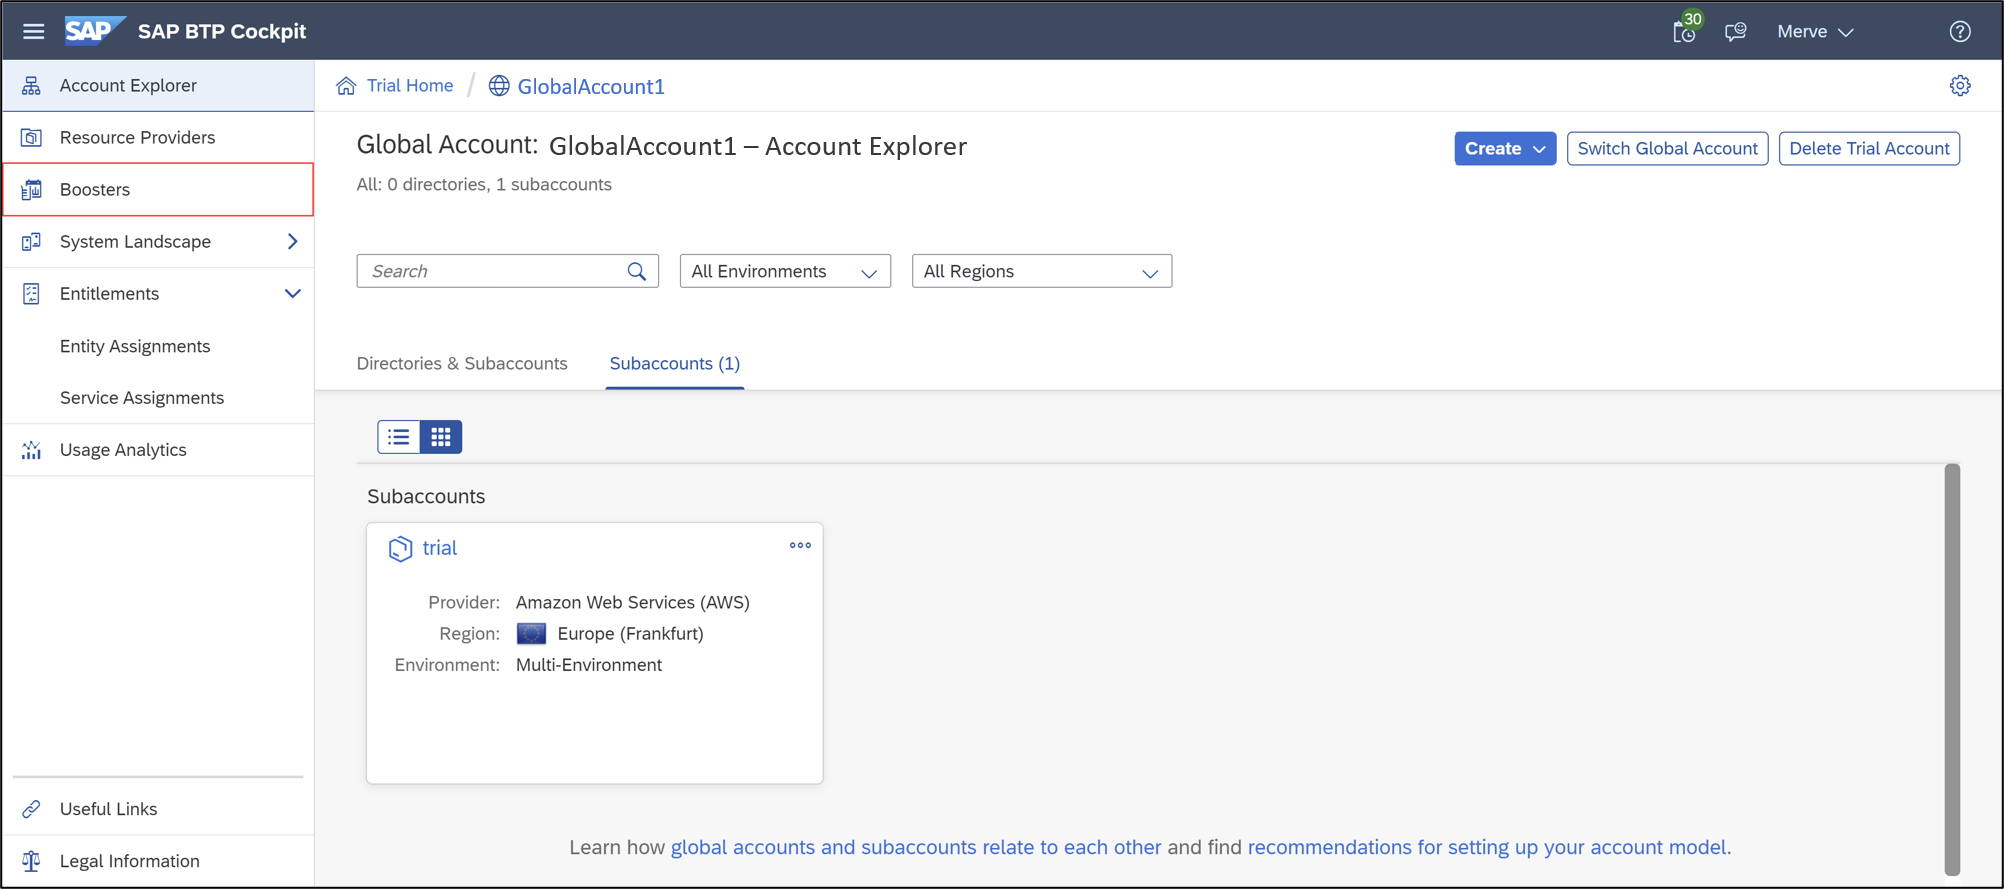 SAP SAP BTP Cockpit
30
Merve
Account Explorer
Resource Providers
Boosters
System Landscape
Entitlements
Entity Assignments
Service Assignments
Usage Analytics
Useful Links
Legal Information
Trial Home / GlobalAccount1
Global Account: GlobalAccount1 – Account Explorer
All: 0 directories, 1 subaccounts
Create
Switch Global Account
Delete Trial Account
Search
All Environments
All Regions
Directories & Subaccounts
Subaccounts (1)
Subaccounts
trial
Provider: Amazon Web Services (AWS)
Region: Europe (Frankfurt)
Environment: Multi-Environment
Learn how global accounts and subaccounts relate to each other and find recommendations for setting up your account model.